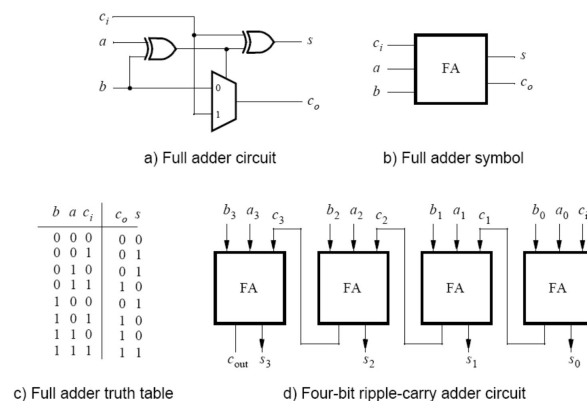 c_i
a
b
0
1
s
c_o
a) Full adder circuit
c_i
a
b
FA
s
c_o
b) Full adder symbol
b a c_i c_o s
0 0 0 0 0
0 0 1 0 1
0 1 0 0 1
0 1 1 1 0
1 0 0 0 1
1 0 1 1 0
1 1 0 1 0
1 1 1 1 1
c) Full adder truth table
b_3 a_3 c_3 b_2 a_2 c_2 b_1 a_1 c_1 b_0 a_0 c_i
FA FA FA FA
c_out s_3 s_2 s_1 s_0
d) Four-bit ripple-carry adder circuit